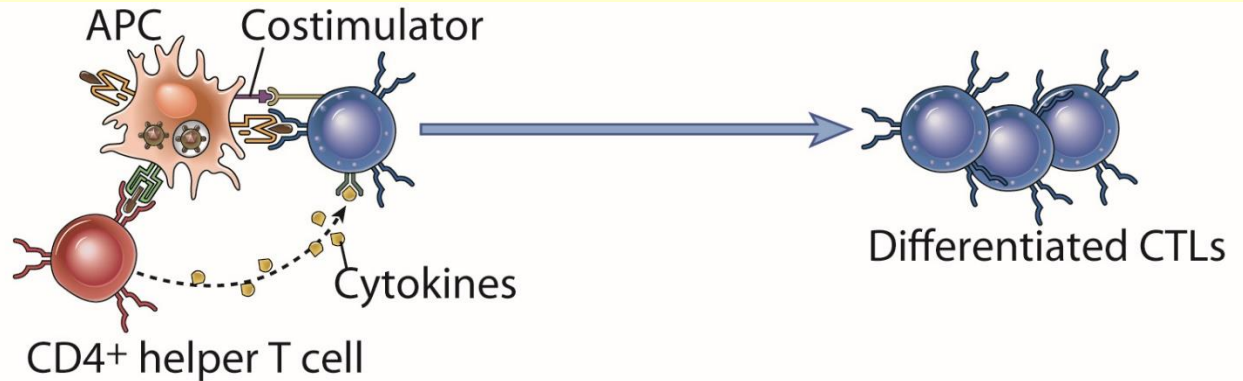 APC
Costimulator
Cytokines
CD4+ helper T cell
Differentiated CTLs